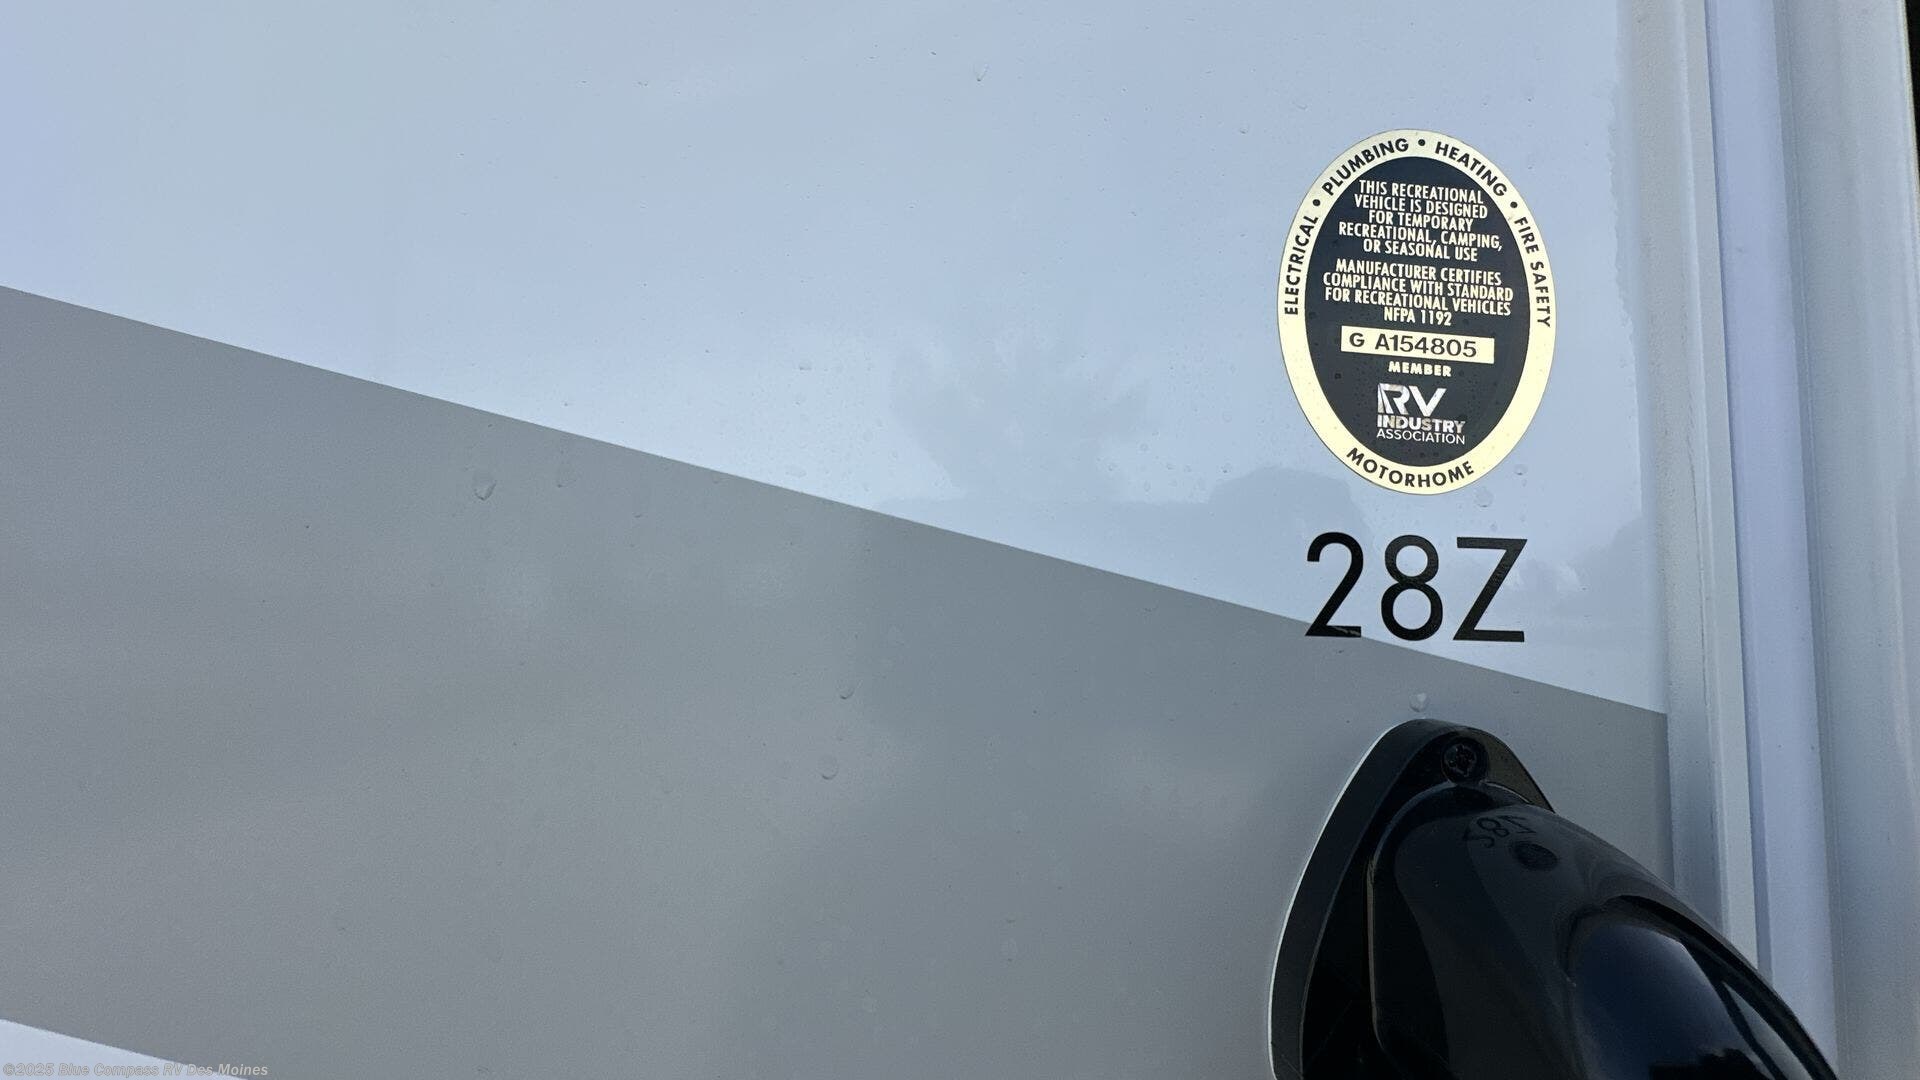 ELECTRICAL • PLUMBING • HEATING • FIRE SAFETY
THIS RECREATIONAL
VEHICLE IS DESIGNED
FOR TEMPORARY
RECREATIONAL, CAMPING,
OR SEASONAL USE
MANUFACTURER CERTIFIES
COMPLIANCE WITH STANDARD
FOR RECREATIONAL VEHICLES
NFPA 1192
G A154805
MEMBER
RV
INDUSTRY
ASSOCIATION
MOTORHOME
28Z
©2025 Blue Compass RV Des Moines